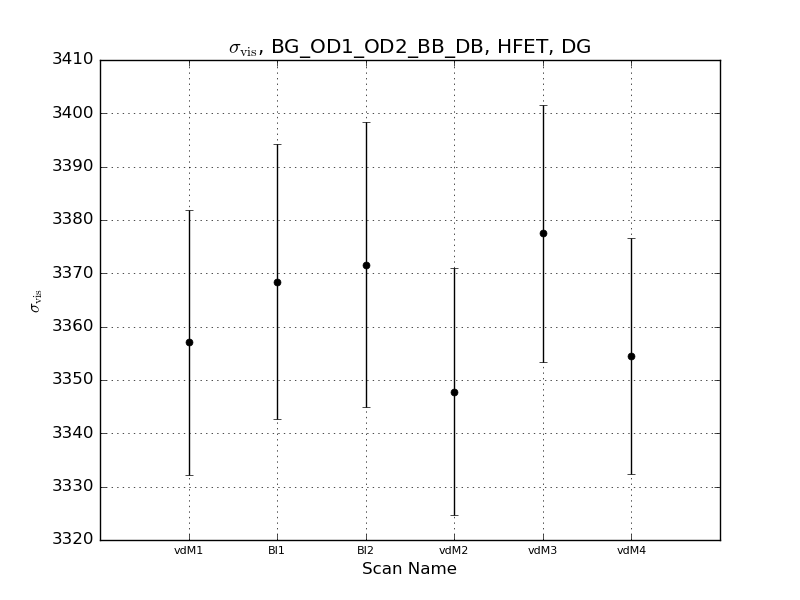 σvis, BG_OD1_OD2_BB_DB, HFET, DG
3410
3400
3390
3380
3370
3360
3350
3340
3330
3320
σvis
vdM1 BI1 BI2 vdM2 vdM3 vdM4
Scan Name